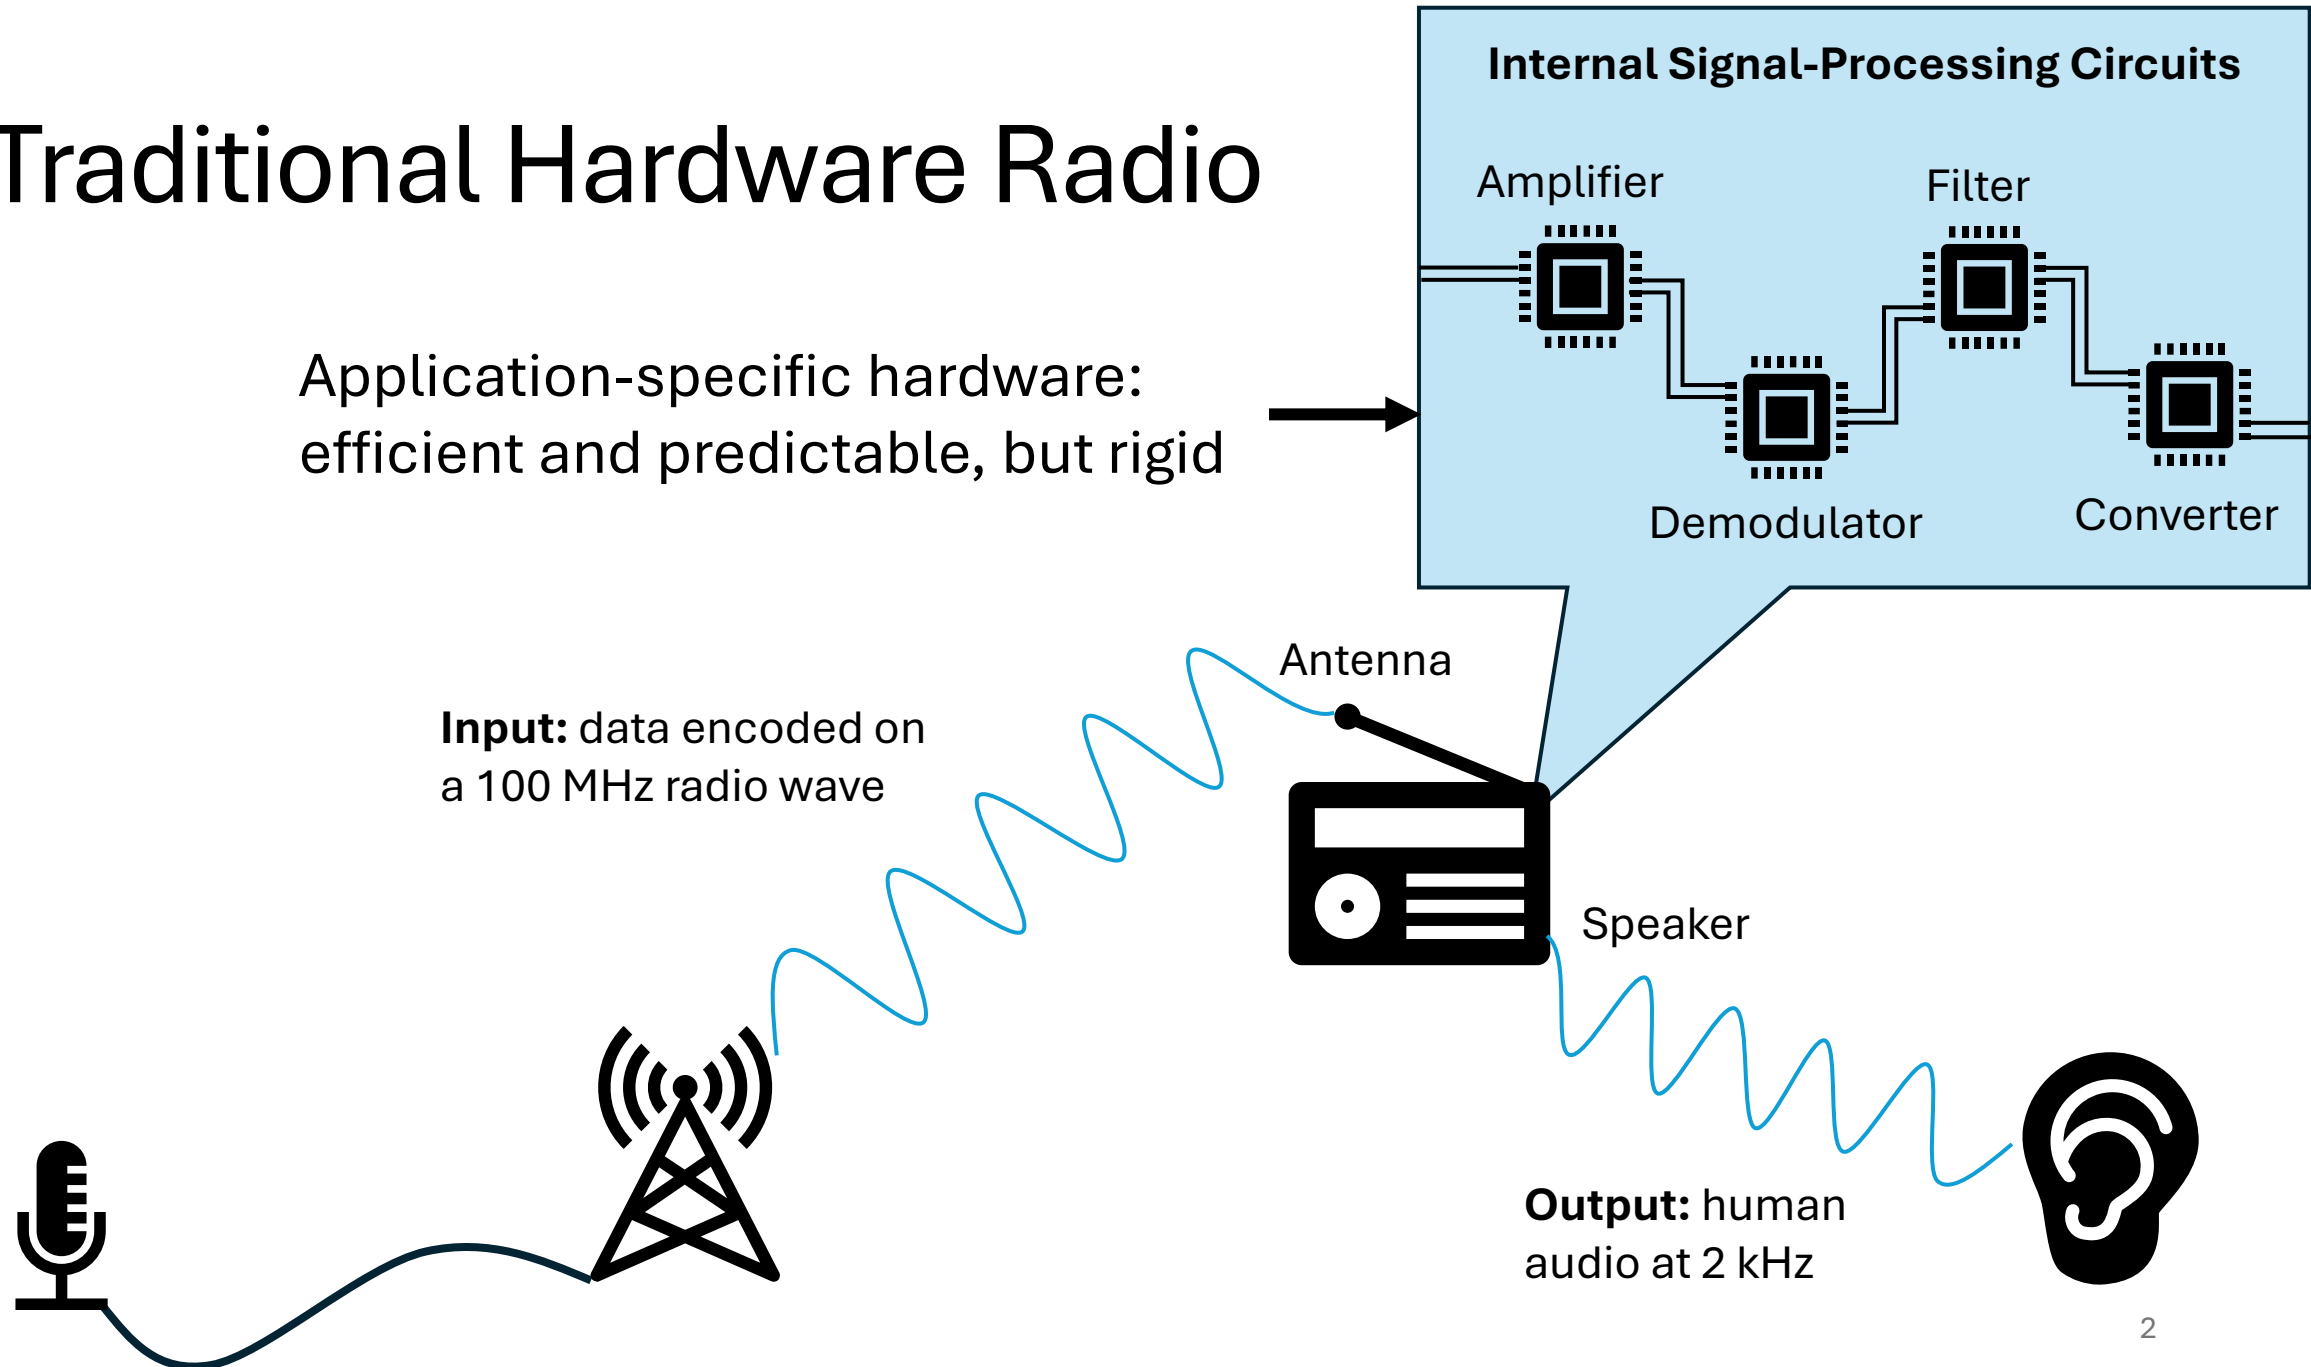 Traditional Hardware Radio
Internal Signal-Processing Circuits
Amplifier
Filter
Demodulator
Converter
Application-specific hardware:
efficient and predictable, but rigid
Antenna
Input: data encoded on
a 100 MHz radio wave
Speaker
Output: human
audio at 2 kHz
2